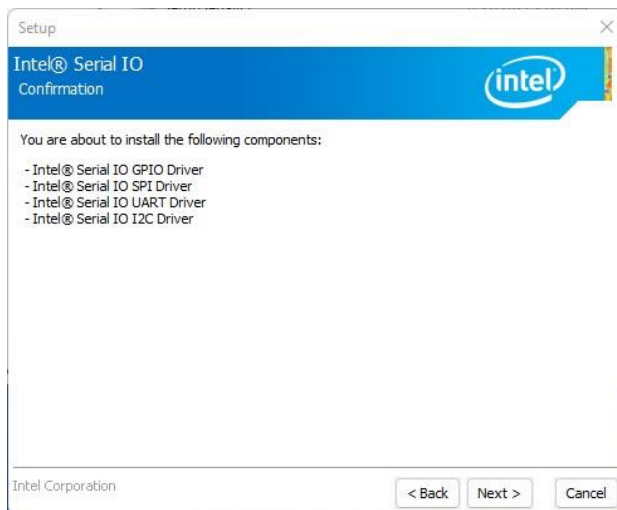 Setup
Intel® Serial IO
Confirmation
intel
You are about to install the following components:
- Intel® Serial IO GPIO Driver
- Intel® Serial IO SPI Driver
- Intel® Serial IO UART Driver
- Intel® Serial IO I2C Driver
Intel Corporation
< Back
Next >
Cancel